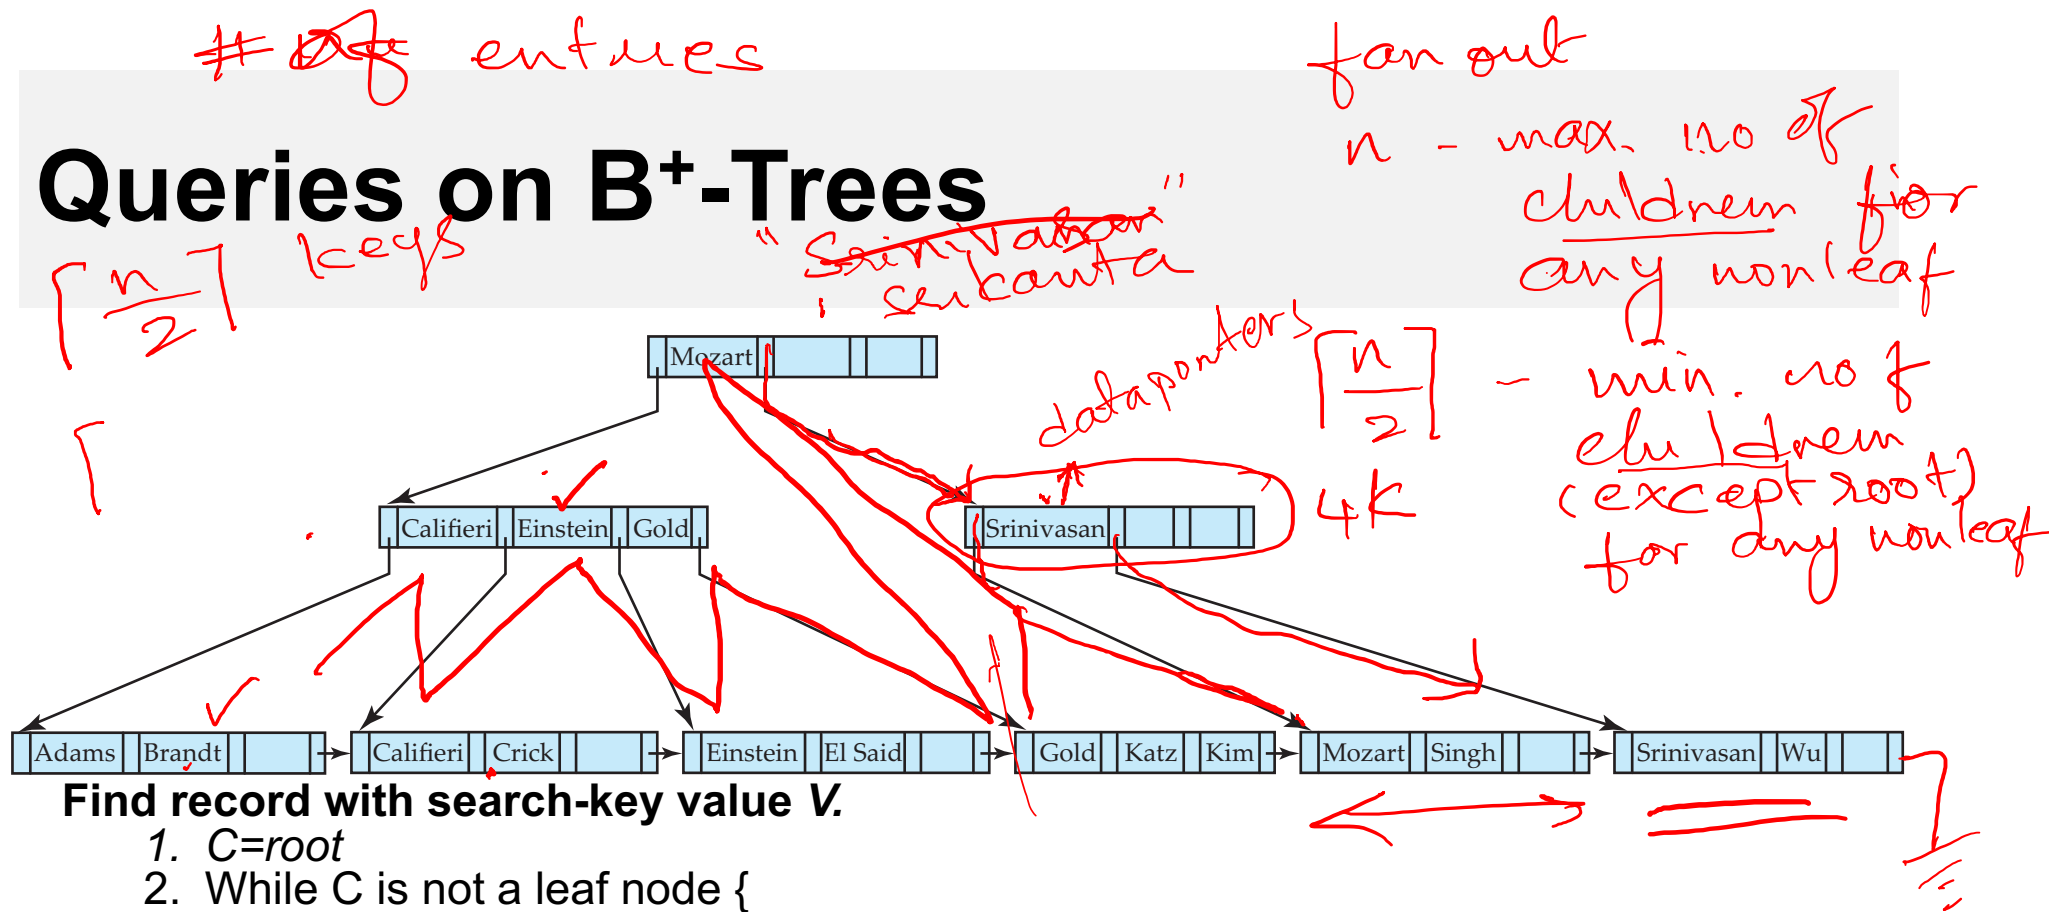 # of entries
fan out
n - max. no of
children for
any nonleaf
Queries on B+-Trees
⌈n/2⌉ keys
"Srinivasan"
srikanta
datapointers
⌈n/2⌉ - min. no of
children
(except root)
for any nonleaf
4K
Mozart
Califieri Einstein Gold
Srinivasan
Adams Brandt
Califieri Crick
Einstein El Said
Gold Katz Kim
Mozart Singh
Srinivasan Wu
Find record with search-key value V.
1. C=root
2. While C is not a leaf node {